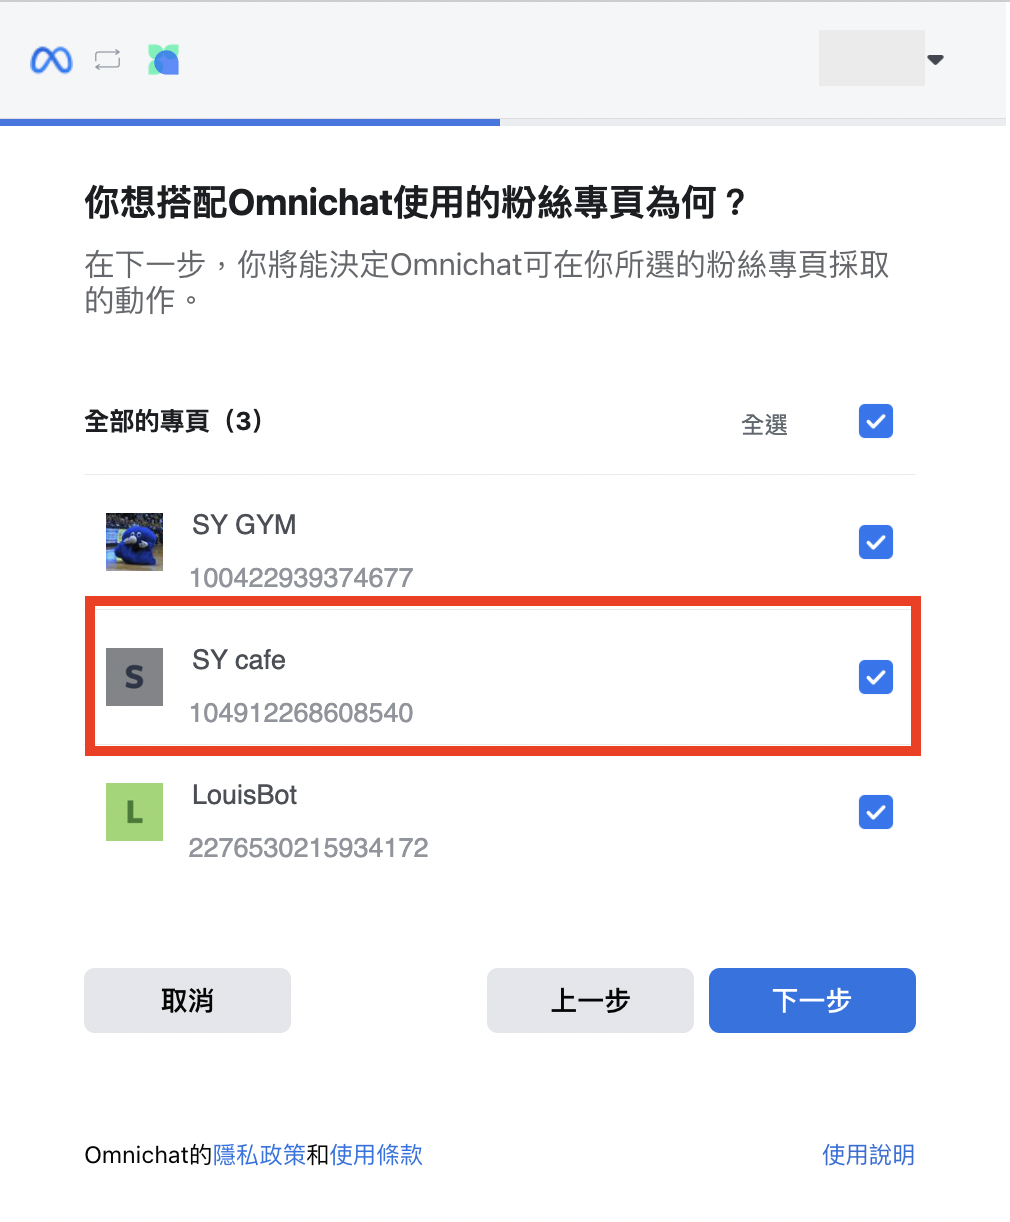 你想搭配Omnichat使用的粉絲專頁為何？
在下一步，你將能決定Omnichat可在你所選的粉絲專頁採取
的動作。
全部的專頁（3）
全選
SY GYM
100422939374677
S
SY cafe
104912268608540
L
LouisBot
2276530215934172
取消
上一步
下一步
Omnichat的隱私政策和使用條款
使用說明